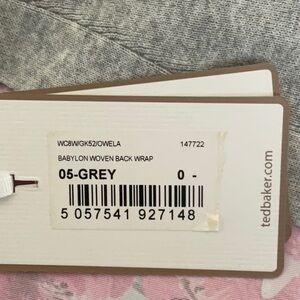 WC8W/GK52/OWELA 147722
BABYLON WOVEN BACK WRAP
05-GREY 0 -
5 057541 927148
tedbaker.com